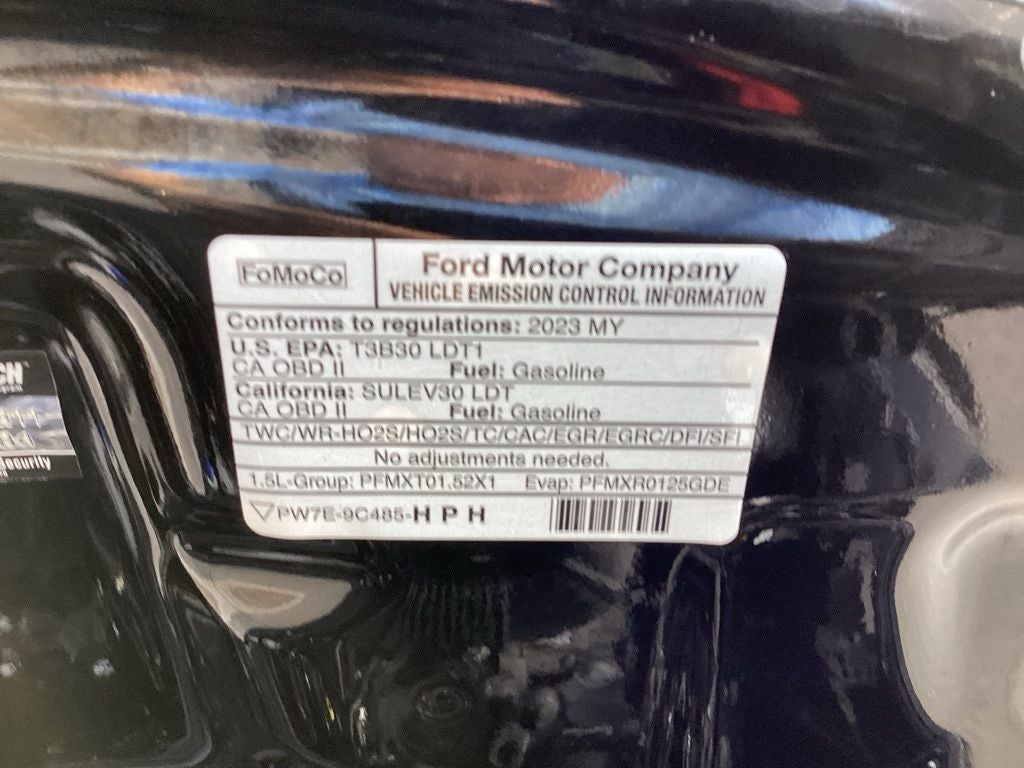 FoMoCo
Ford Motor Company
VEHICLE EMISSION CONTROL INFORMATION
Conforms to regulations: 2023 MY
U.S. EPA: T3B30 LDT1
CA OBD II Fuel: Gasoline
California: SULEV30 LDT
CA OBD II Fuel: Gasoline
TWC/WR-HO2S/HO2S/TC/CAC/EGR/EGRC/DFI/SFI
No adjustments needed.
1.5L-Group: PFMXT01.52X1 Evap: PFMXR0125GDE
PW7E-9C485-H P H
CH
Security